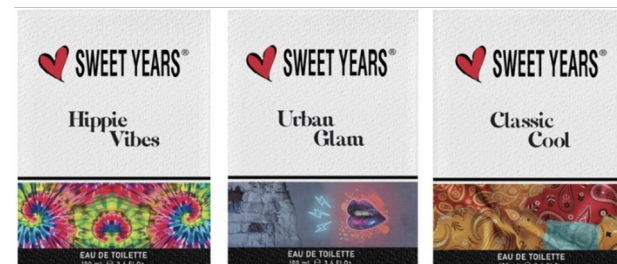 SWEET YEARS®
Hippie
Vibes
EAU DE TOILETTE
SWEET YEARS®
Urban
Glam
EAU DE TOILETTE
SWEET YEARS®
Classic
Cool
EAU DE TOILETTE